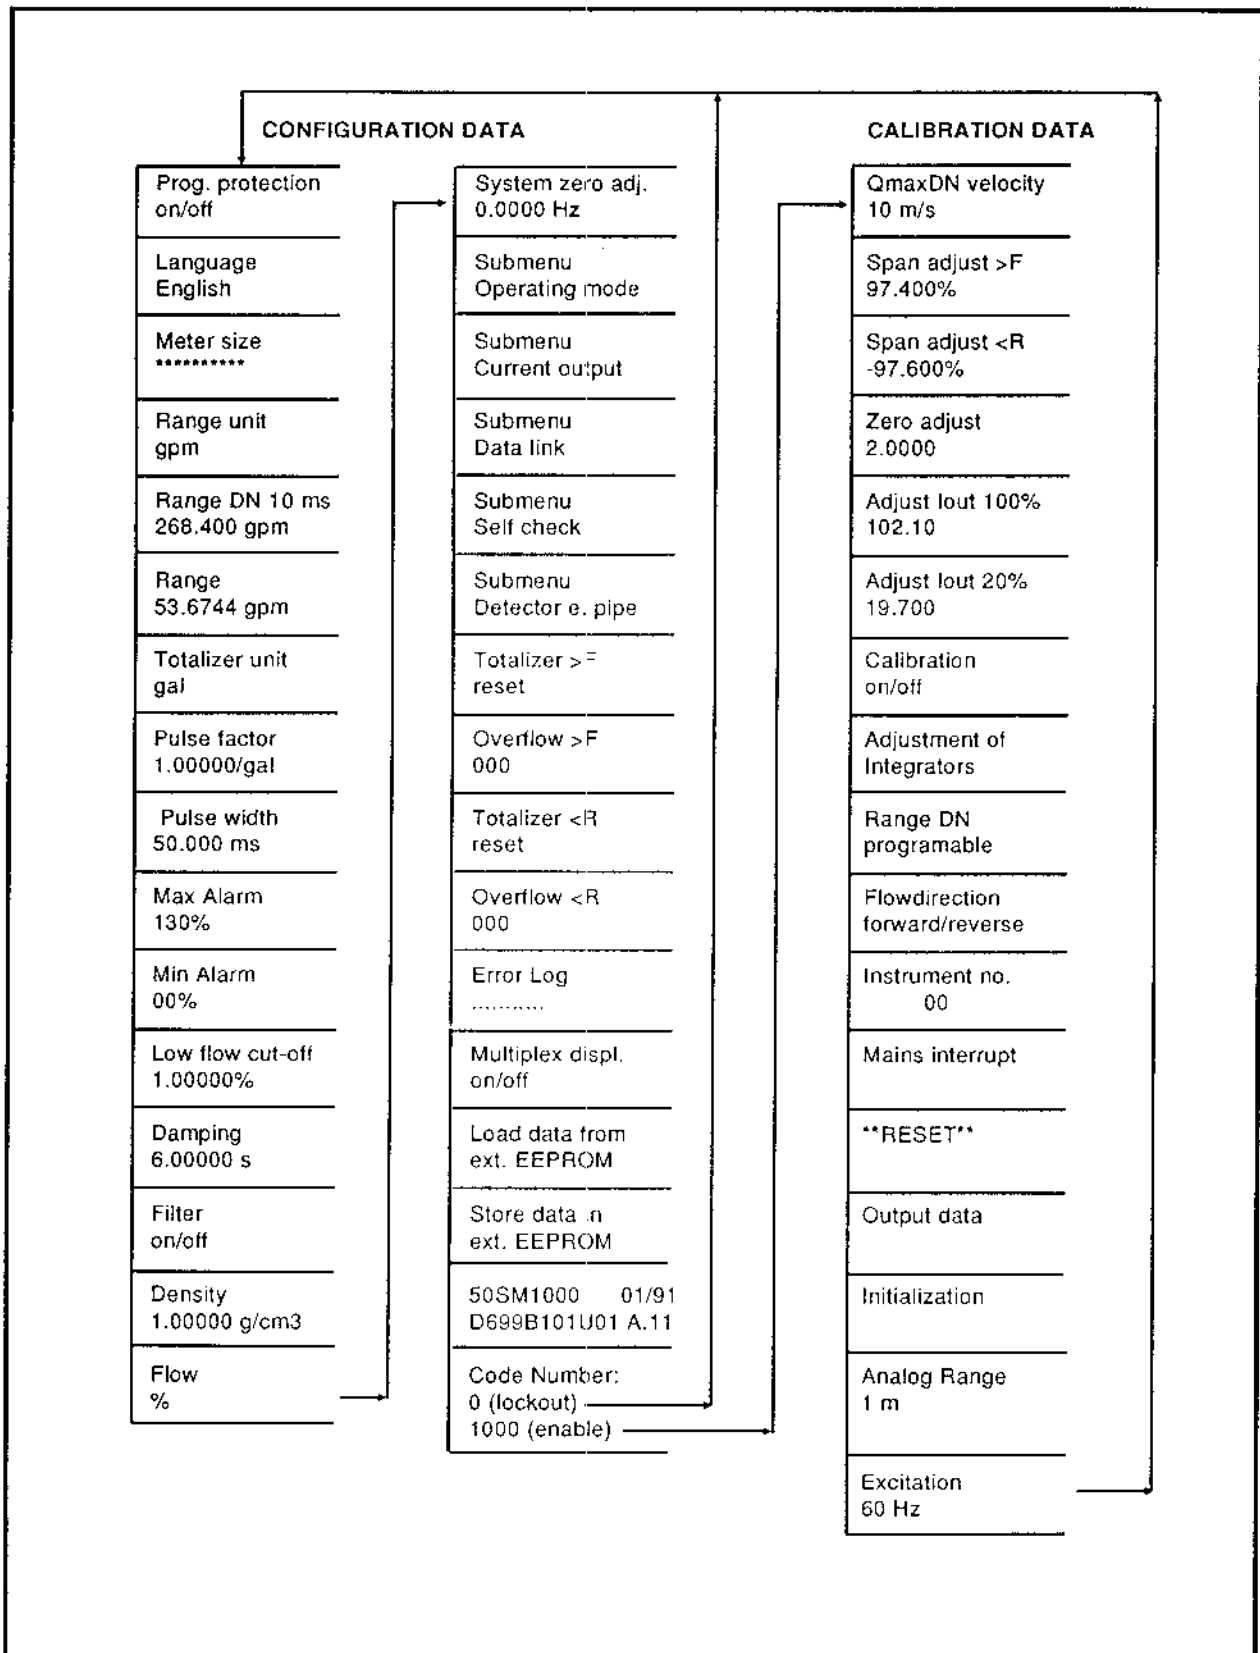 CONFIGURATION DATA
CALIBRATION DATA
Prog. protection
on/off
Language
English
Meter size
**********
Range unit
gpm
Range DN 10 ms
268.400 gpm
Range
53.6744 gpm
Totalizer unit
gal
Pulse factor
1.00000/gal
Pulse width
50.000 ms
Max Alarm
130%
Min Alarm
00%
Low flow cut-off
1.00000%
Damping
6.00000 s
Filter
on/off
Density
1.00000 g/cm3
Flow
%
System zero adj.
0.0000 Hz
Submenu
Operating mode
Submenu
Current output
Submenu
Data link
Submenu
Self check
Submenu
Detector e. pipe
Totalizer >F
reset
Overflow >F
000
Totalizer <R
reset
Overflow <R
000
Error Log
..........
Multiplex displ.
on/off
Load data from
ext. EEPROM
Store data in
ext. EEPROM
50SM1000 01/91
D699B101U01 A.11
Code Number:
0 (lockout)
1000 (enable)
QmaxDN velocity
10 m/s
Span adjust >F
97.400%
Span adjust <R
-97.600%
Zero adjust
2.0000
Adjust Iout 100%
102.10
Adjust Iout 20%
19.700
Calibration
on/off
Adjustment of
Integrators
Range DN
programable
Flowdirection
forward/reverse
Instrument no.
00
Mains interrupt
**RESET**
Output data
Initialization
Analog Range
1 m
Excitation
60 Hz